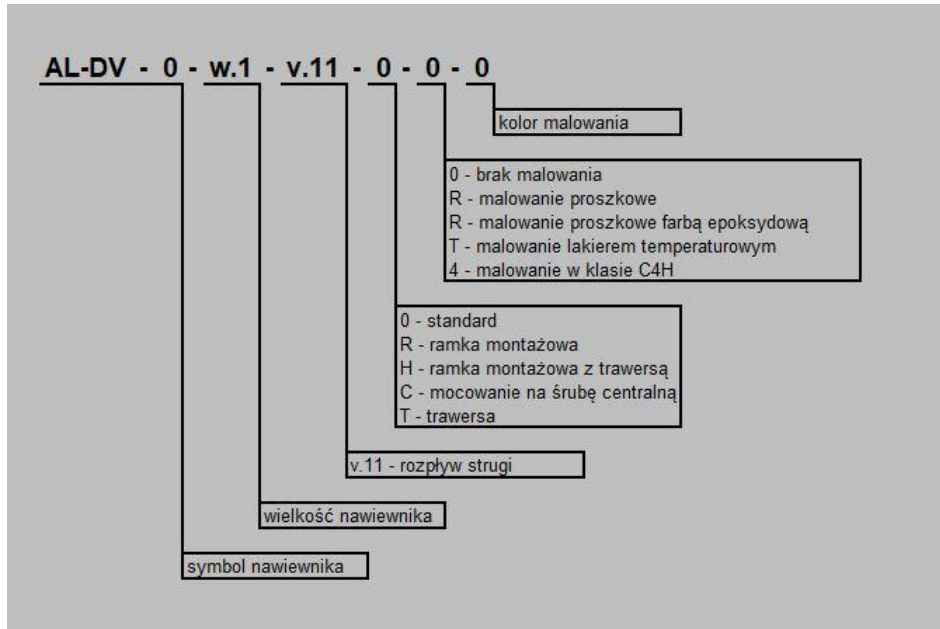 AL-DV - 0 - w.1 - v.11 - 0 - 0 - 0
kolor malowania
0 - brak malowania
R - malowanie proszkowe
R - malowanie proszkowe farbą epoksydową
T - malowanie lakierem temperaturowym
4 - malowanie w klasie C4H
0 - standard
R - ramka montażowa
H - ramka montażowa z trawersą
C - mocowanie na śrubę centralną
T - trawersa
v.11 - rozpływ strugi
wielkość nawiewnika
symbol nawiewnika